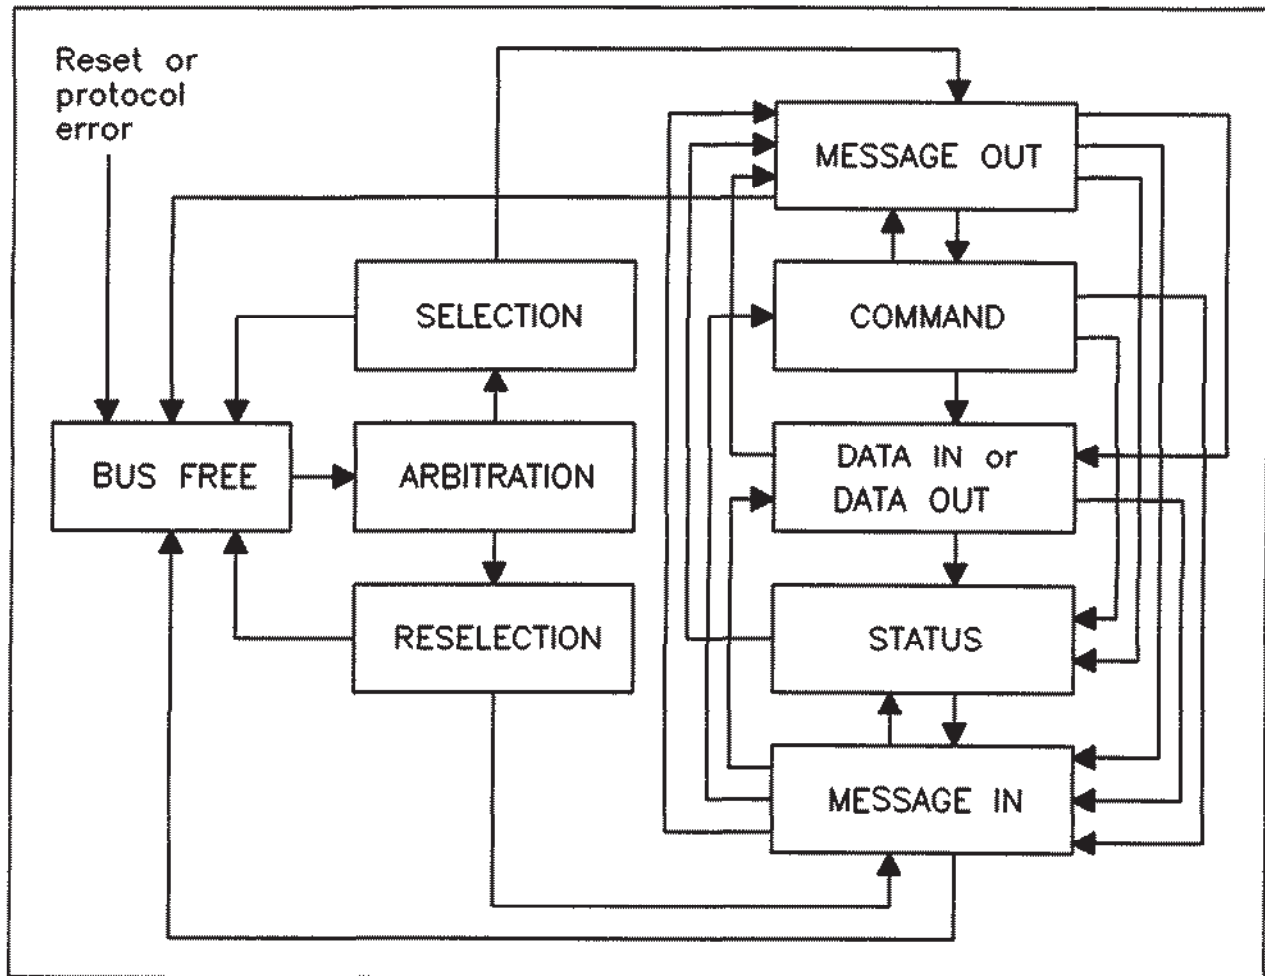 Reset or
protocol
error
MESSAGE OUT
SELECTION
COMMAND
BUS FREE
ARBITRATION
DATA IN or
DATA OUT
RESELECTION
STATUS
MESSAGE IN